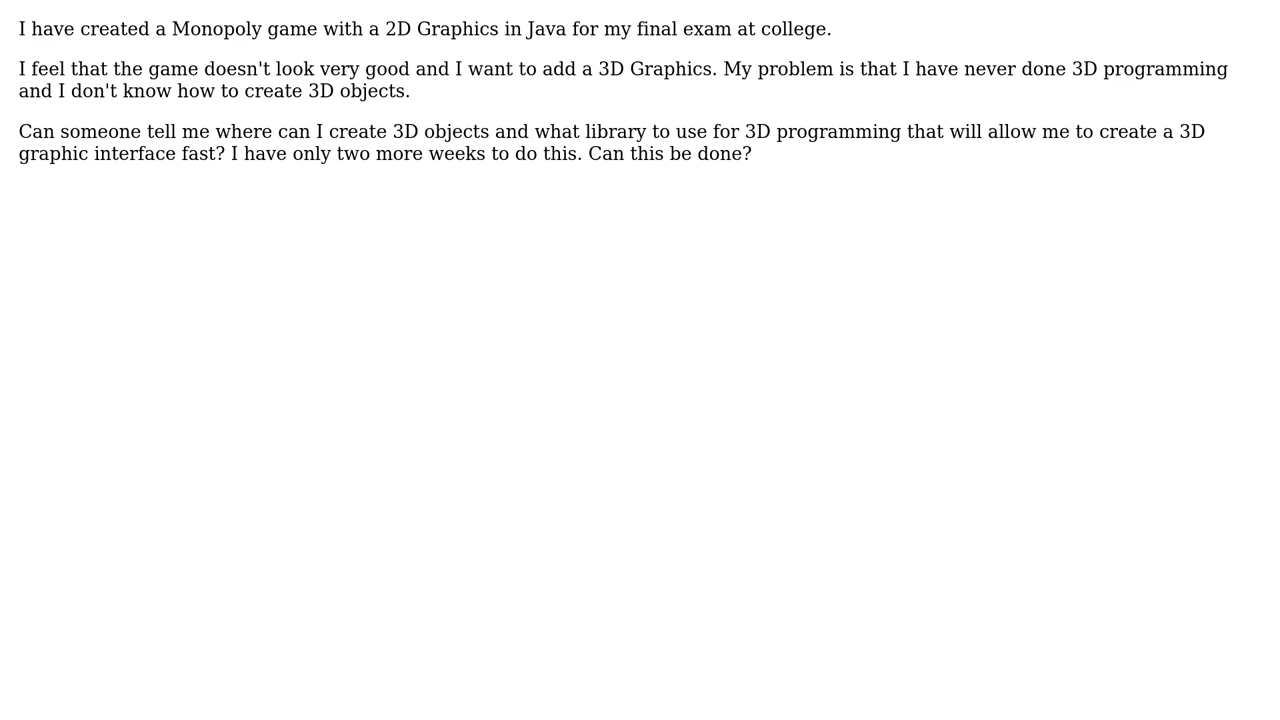 I have created a Monopoly game with a 2D Graphics in Java for my final exam at college.
I feel that the game doesn't look very good and I want to add a 3D Graphics. My problem is that I have never done 3D programming
and I don't know how to create 3D objects.
Can someone tell me where can I create 3D objects and what library to use for 3D programming that will allow me to create a 3D
graphic interface fast? I have only two more weeks to do this. Can this be done?